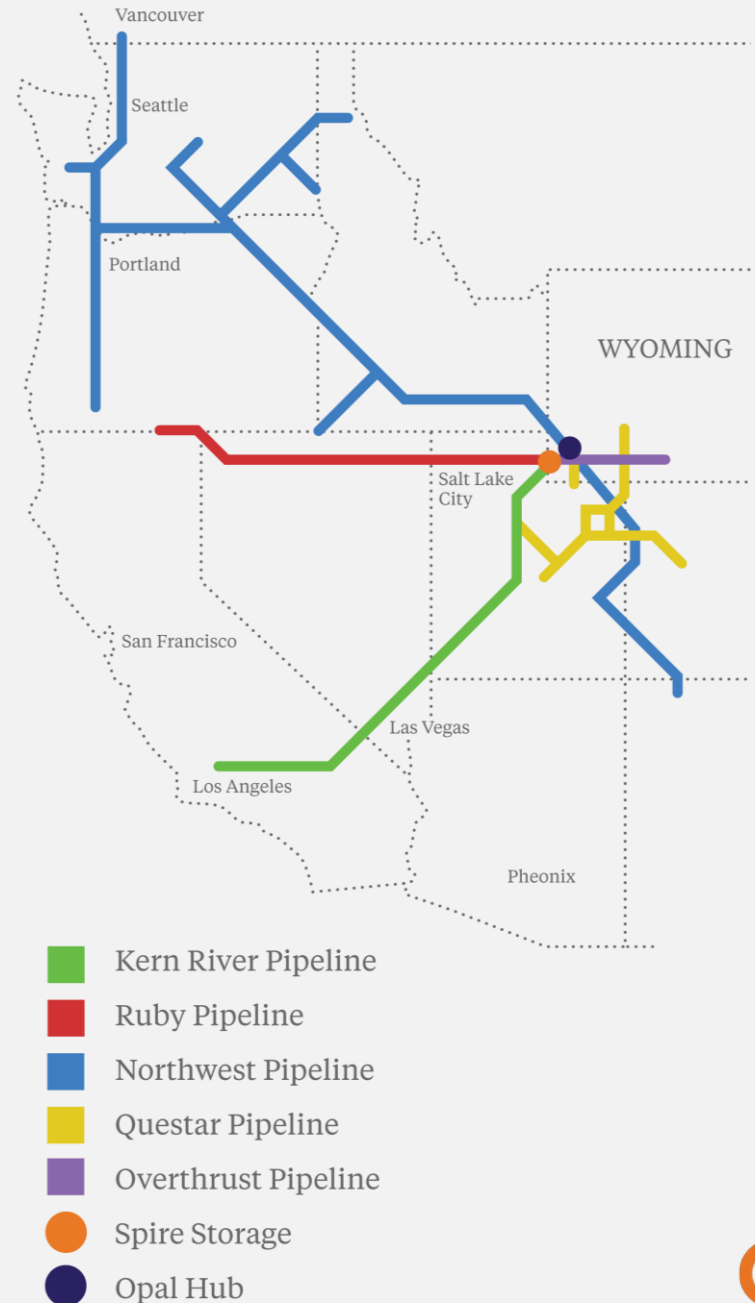 Vancouver
Seattle
Portland
WYOMING
Salt Lake
City
San Francisco
Las Vegas
Los Angeles
Pheonix
Kern River Pipeline
Ruby Pipeline
Northwest Pipeline
Questar Pipeline
Overthrust Pipeline
Spire Storage
Opal Hub